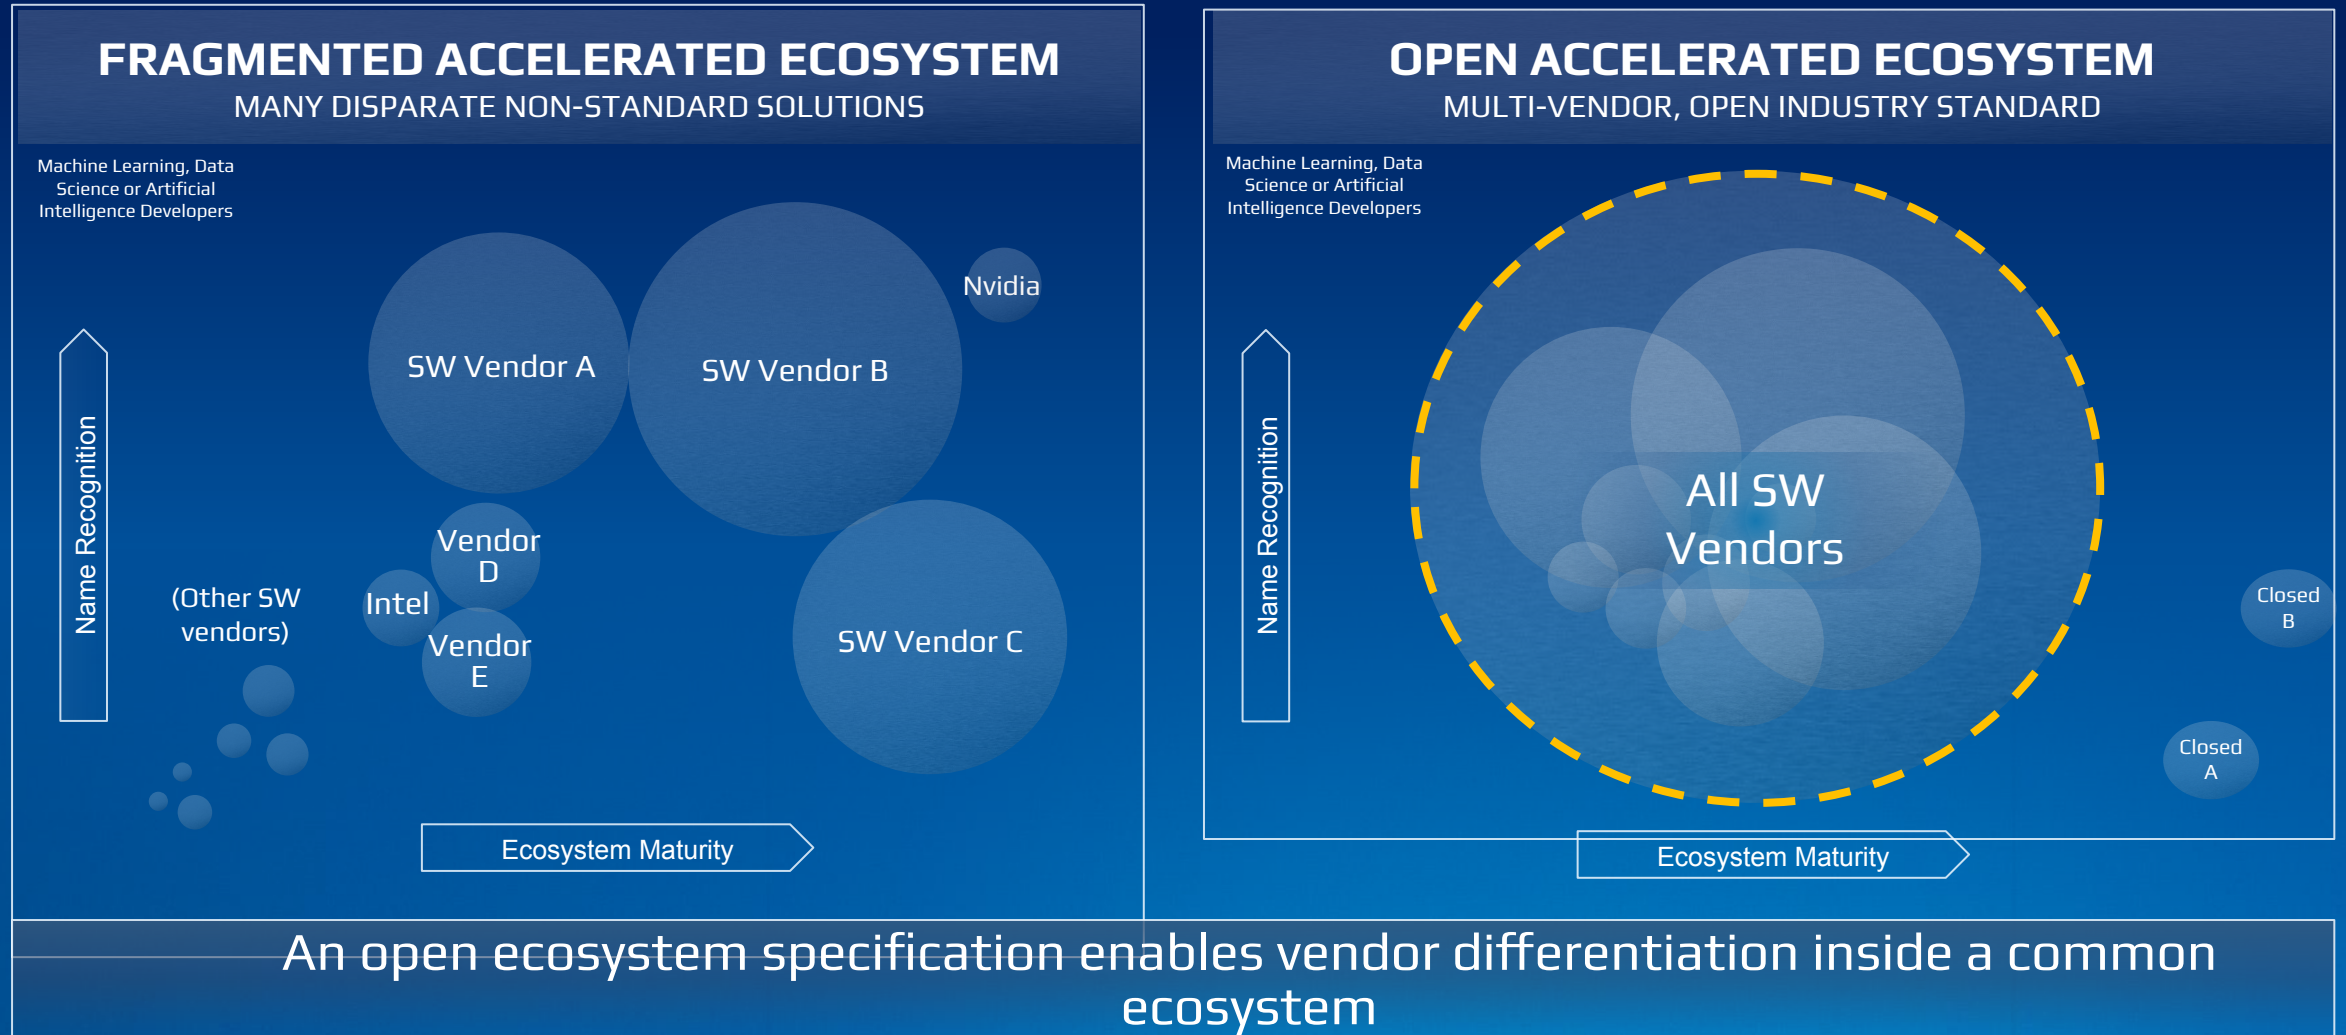 FRAGMENTED ACCELERATED ECOSYSTEM
MANY DISPARATE NON-STANDARD SOLUTIONS
Machine Learning, Data
Science or Artificial
Intelligence Developers
Nvidia
SW Vendor A
SW Vendor B
Name Recognition
Vendor
D
(Other SW
vendors)
Intel
Vendor
E
SW Vendor C
Ecosystem Maturity
OPEN ACCELERATED ECOSYSTEM
MULTI-VENDOR, OPEN INDUSTRY STANDARD
Machine Learning, Data
Science or Artificial
Intelligence Developers
Name Recognition
All SW
Vendors
Closed
B
Closed
A
Ecosystem Maturity
An open ecosystem specification enables vendor differentiation inside a common
ecosystem